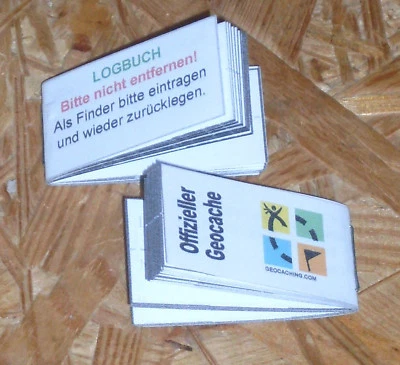 LOGBUCH
Bitte nicht entfernen!
Als Finder bitte eintragen
und wieder zurücklegen.
Offizieller
Geocache
GEOCACHING.COM